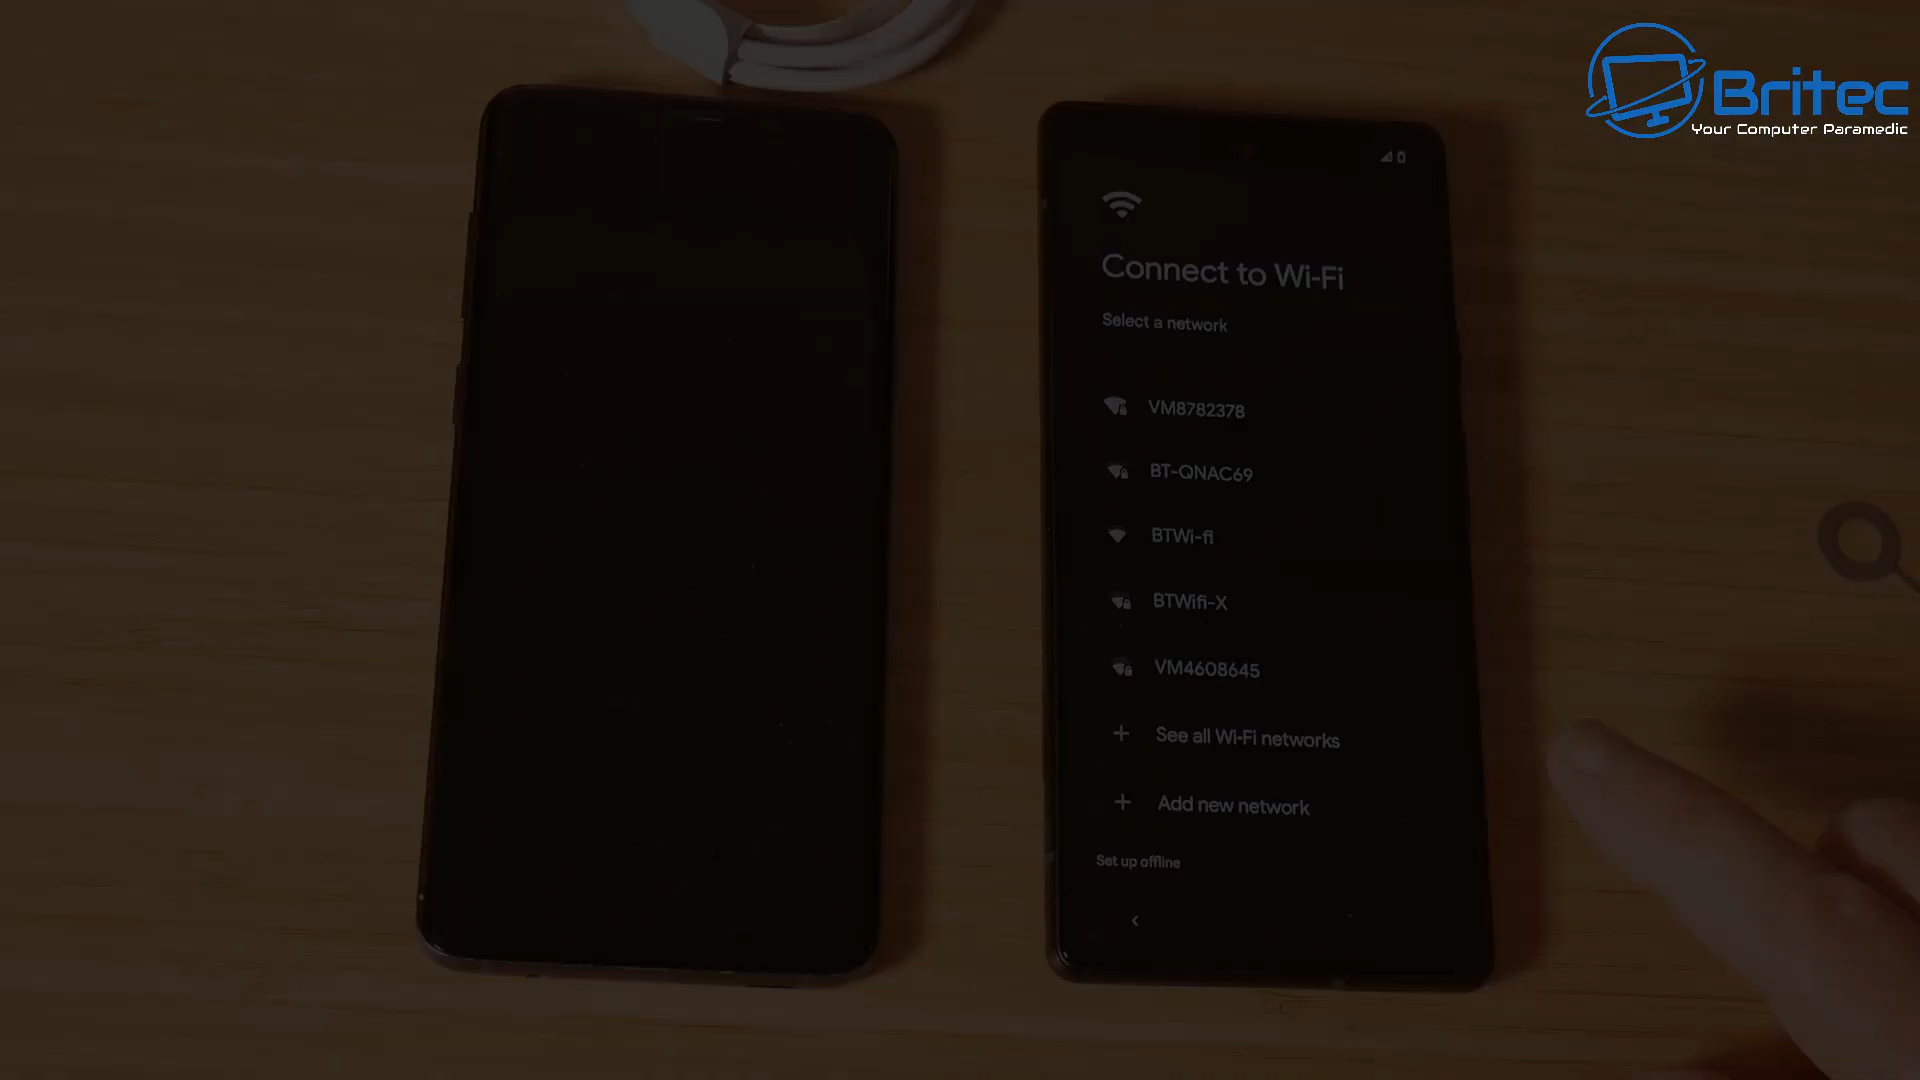 Britec
Your Computer Paramedic
Connect to Wi-Fi
Select a network
VM8782378
BT-QNAC69
BTWi-fi
BTWifi-X
VM4608645
See all Wi-Fi networks
Add new network
Set up offline